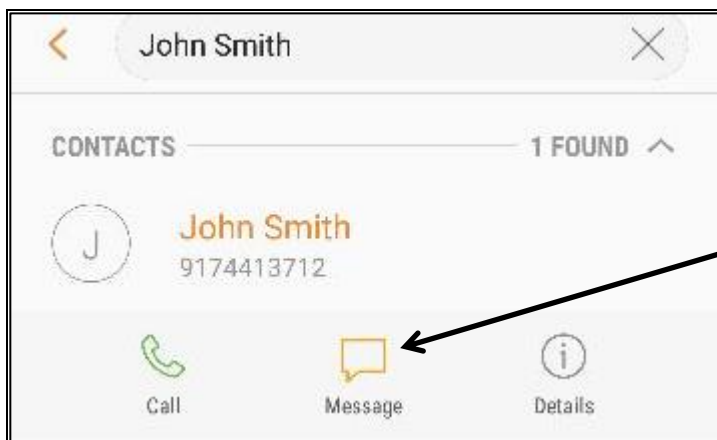 John Smith
CONTACTS 1 FOUND
J
John Smith
9174413712
Call Message Details